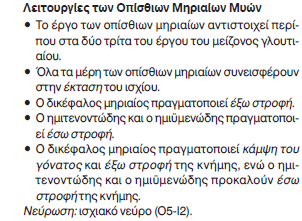 Λειτουργίες των Οπίσθιων Μηριαίων Μυών
• Το έργο των οπίσθιων μηριαίων αντιστοιχεί περί-
που στα δύο τρίτα του έργου του μείζονος γλουτι-
αίου.
• Όλα τα μέρη των οπίσθιων μηριαίων συνεισφέρουν
στην έκταση του ισχίου.
• Ο δικέφαλος μηριαίος πραγματοποιεί έξω στροφή.
• Ο ημιτενοντώδης και ο ημιϋμενώδης πραγματοποι-
εί έσω στροφή.
• Ο δικέφαλος μηριαίος πραγματοποιεί κάμψη του
γόνατος και έξω στροφή της κνήμης, ενώ ο ημι-
τενοντώδης και ο ημιϋμενώδης προκαλούν έσω
στροφή της κνήμης.
Νεύρωση: ισχιακό νεύρο (Ο5-Ι2).